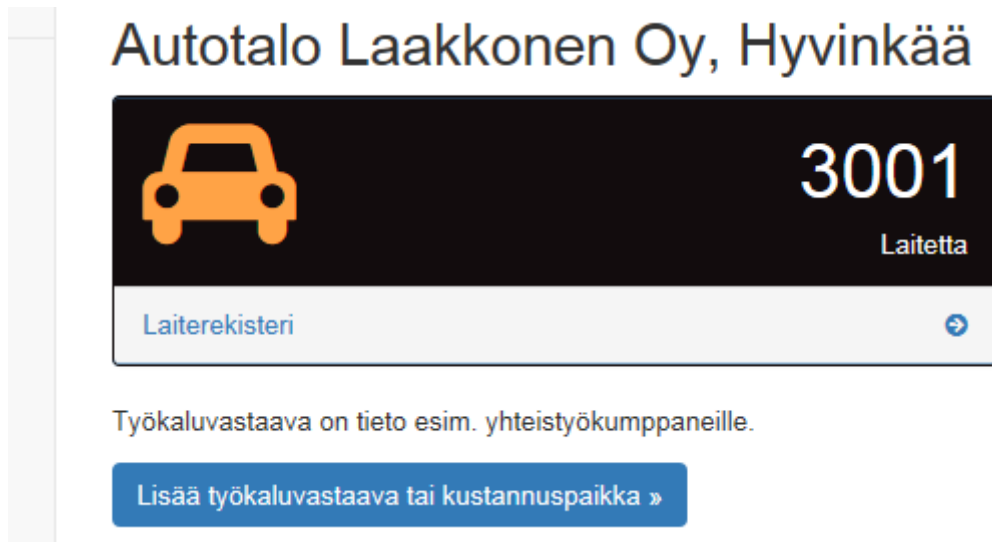 Autotalo Laakkonen Oy, Hyvinkää
3001
Laitetta
Laiterekisteri
Työkaluvastaava on tieto esim. yhteistyökumppaneille.
Lisää työkaluvastaava tai kustannuspaikka »